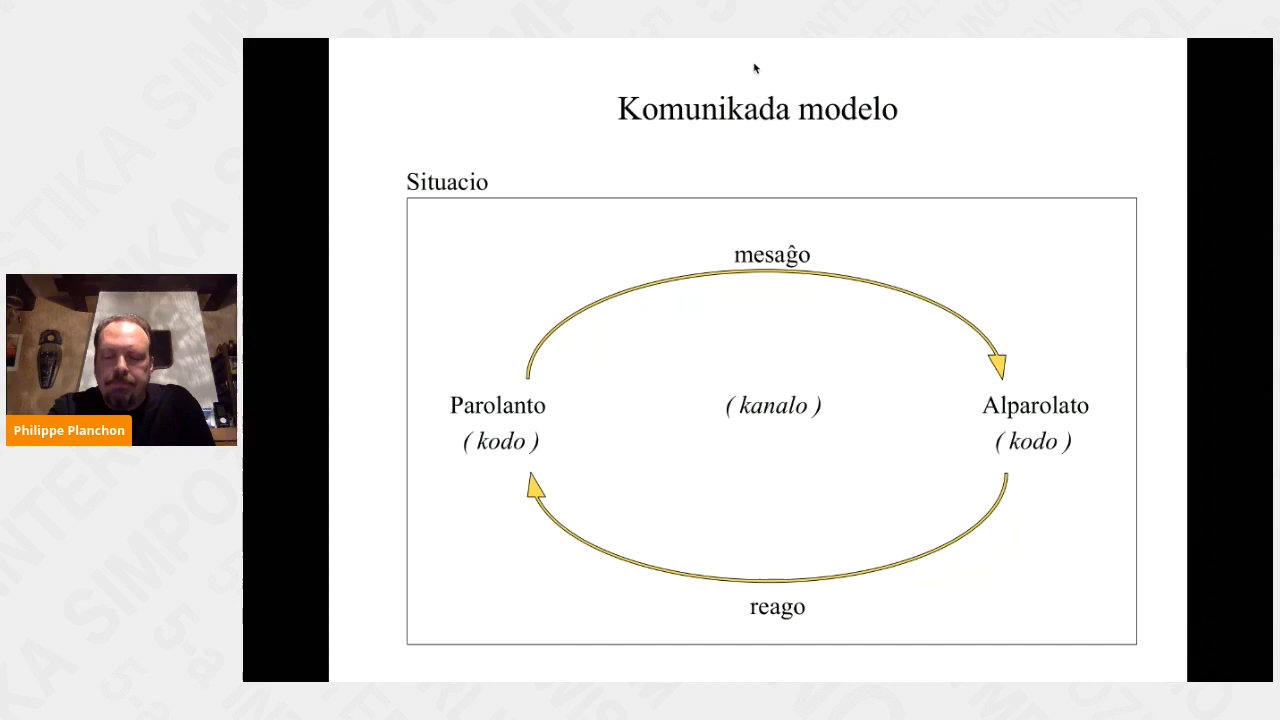 Komunikada modelo
Situacio
mesaĝo
Parolanto
( kanalo )
Alparolato
( kodo )
( kodo )
reago
Philippe Planchon